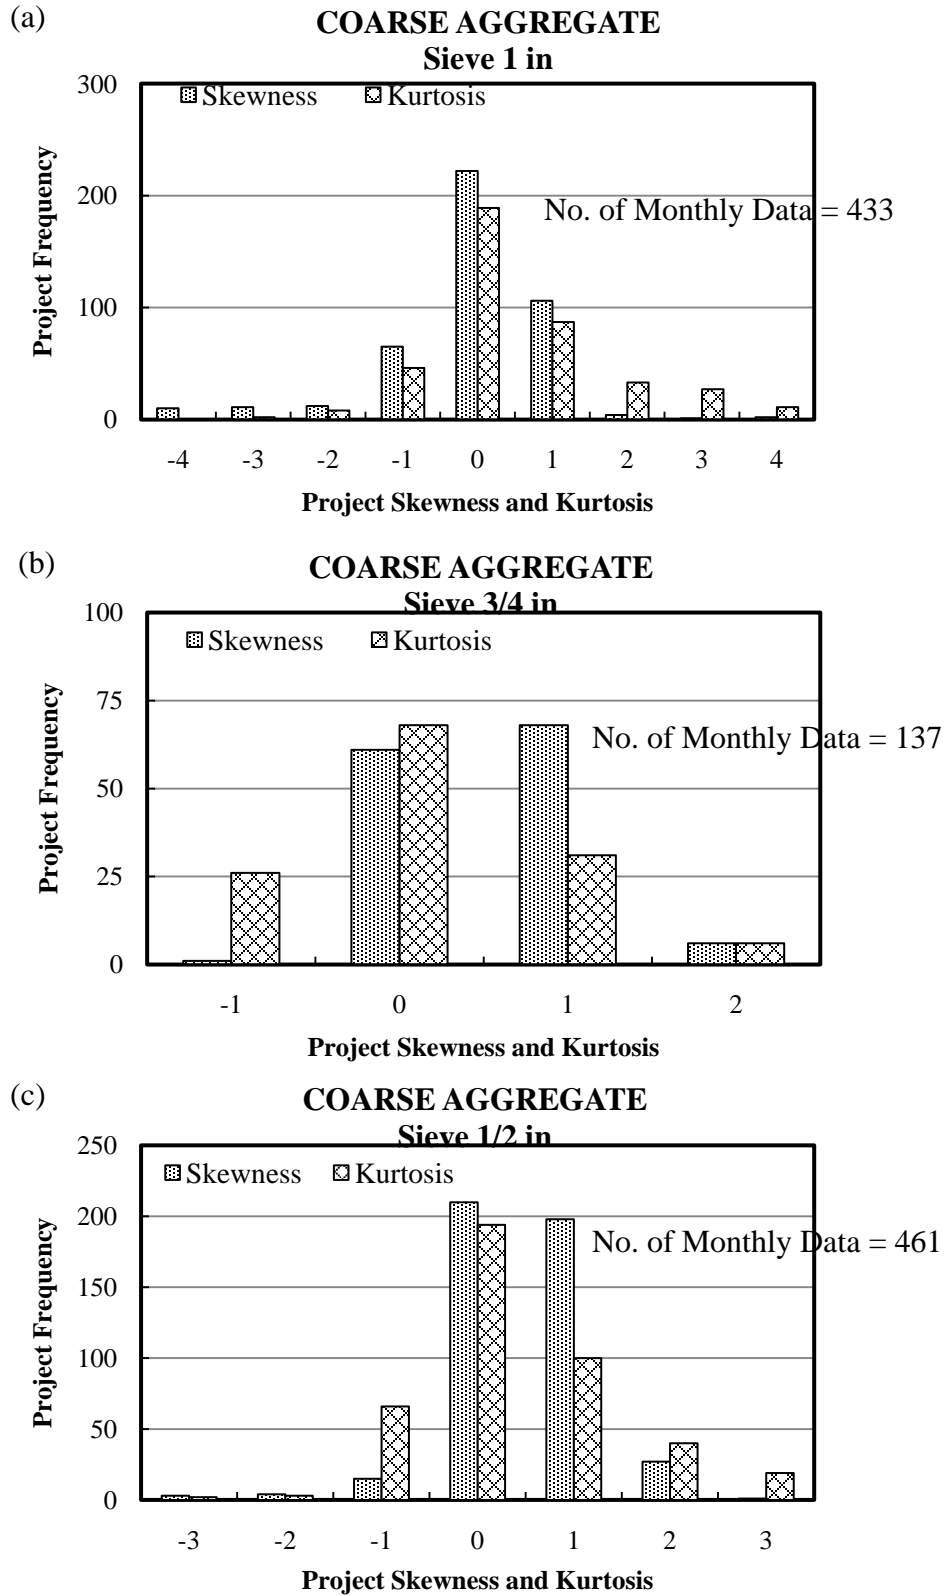 (a)
COARSE AGGREGATE
Sieve 1 in
300
Skewness Kurtosis
200
No. of Monthly Data = 433
Project Frequency
100
0
-4 -3 -2 -1 0 1 2 3 4
Project Skewness and Kurtosis
(b)
COARSE AGGREGATE
Sieve 3/4 in
100
Skewness Kurtosis
75
No. of Monthly Data = 137
Project Frequency
50
25
0
-1 0 1 2
Project Skewness and Kurtosis
(c)
COARSE AGGREGATE
Sieve 1/2 in
250
Skewness Kurtosis
200
No. of Monthly Data = 461
Project Frequency
150
100
50
0
-3 -2 -1 0 1 2 3
Project Skewness and Kurtosis